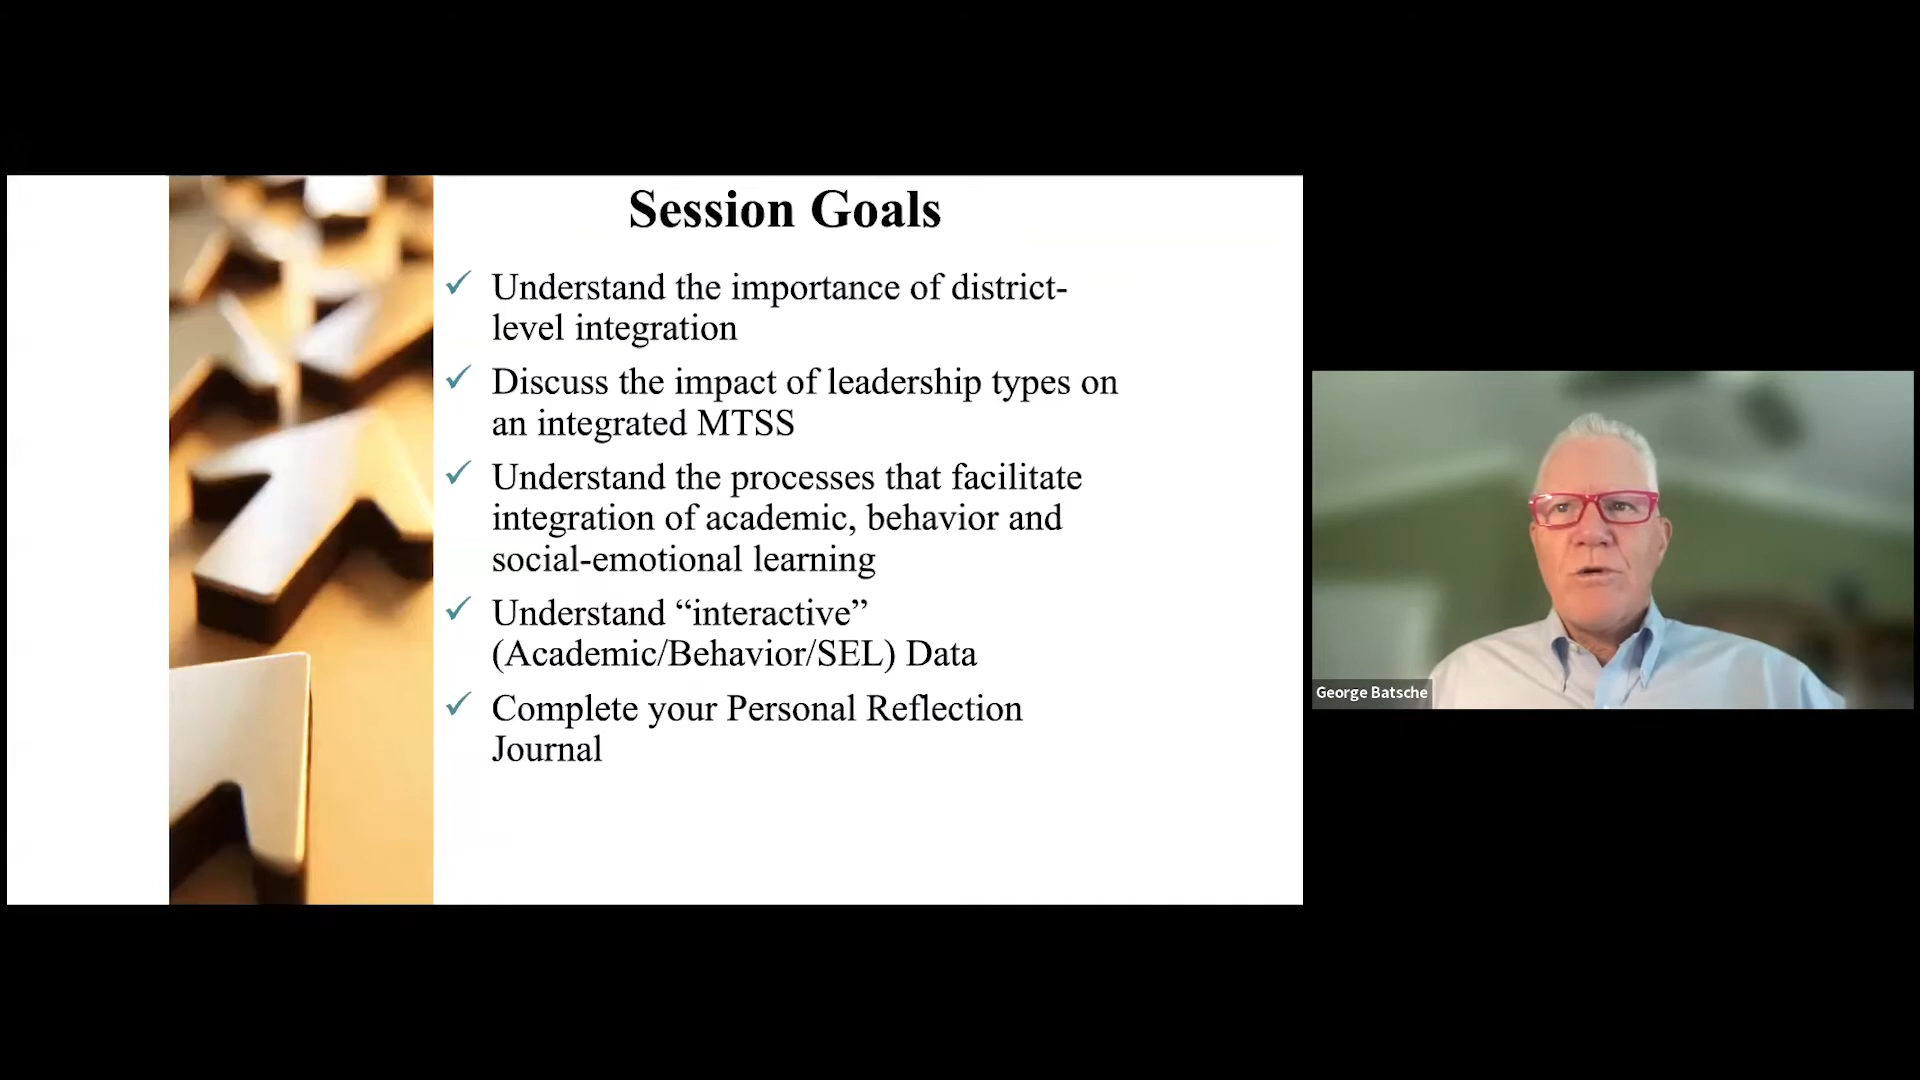 Session Goals
✓ Understand the importance of district-
level integration
✓ Discuss the impact of leadership types on
an integrated MTSS
✓ Understand the processes that facilitate
integration of academic, behavior and
social-emotional learning
✓ Understand “interactive”
(Academic/Behavior/SEL) Data
✓ Complete your Personal Reflection
Journal
George Batsche